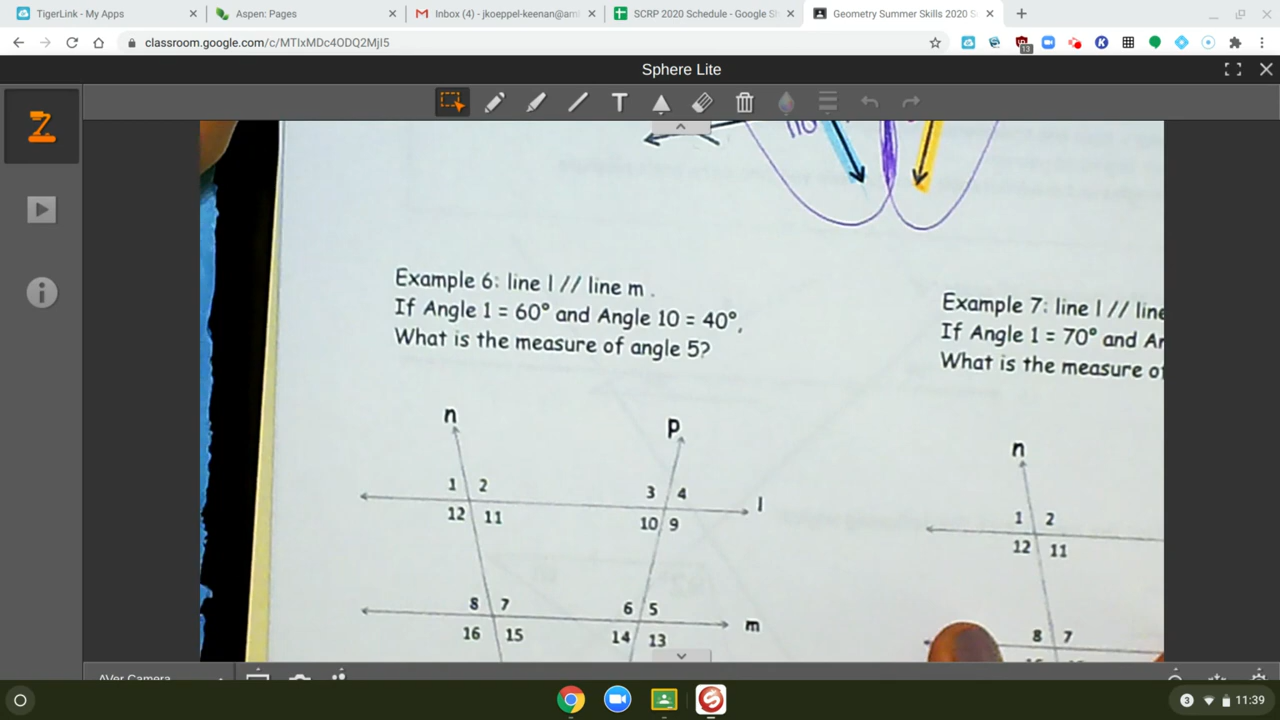 TigerLink - My Apps
Aspen: Pages
Inbox (4) - jkoeppel-keenan@aml
SCRP 2020 Schedule - Google Sh
Geometry Summer Skills 2020 S
classroom.google.com/c/MTIxMDc4ODQ2MjI5
13
K
Sphere Lite
T
110
Example 6: line l // line m .
If Angle 1 = 60° and Angle 10 = 40°,
What is the measure of angle 5?
Example 7: line l // line
If Angle 1 = 70° and An
What is the measure of
n
p
1 2
3 4
l
12 11
10 9
8 7
6 5
m
16 15
14 13
n
1 2
12 11
8 7
AVer Camera
3
11:39